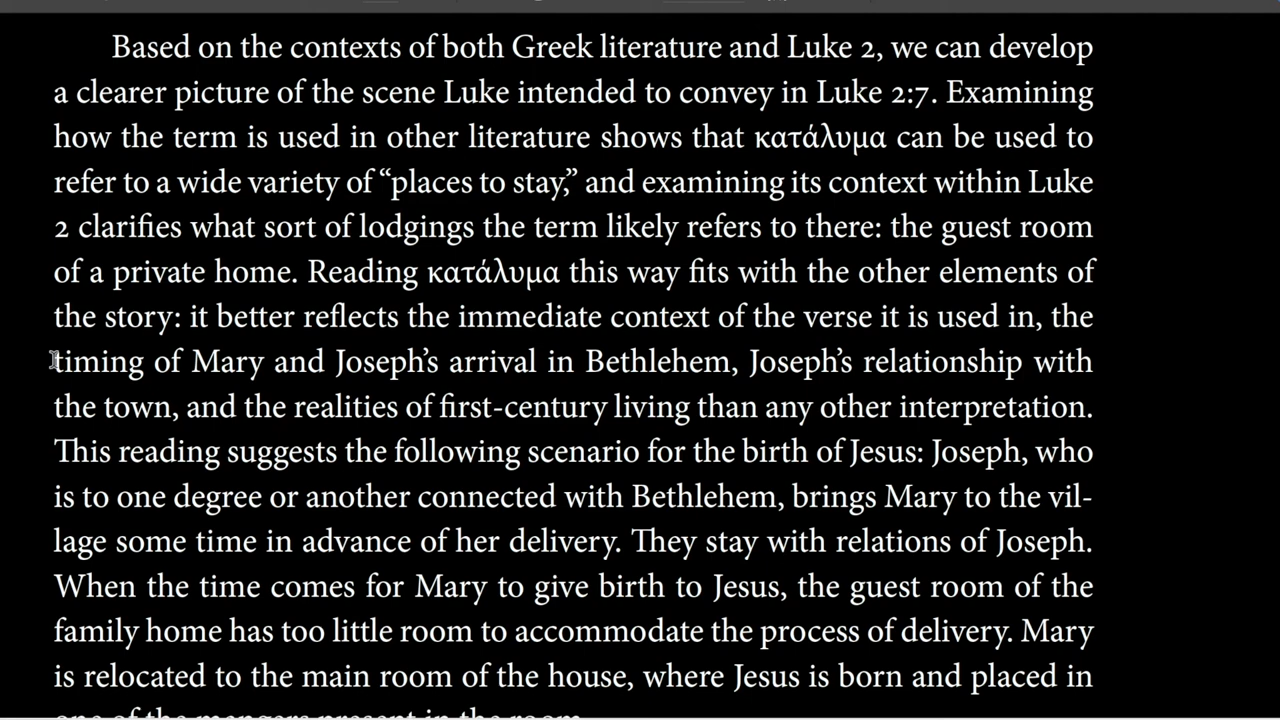 Based on the contexts of both Greek literature and Luke 2, we can develop
a clearer picture of the scene Luke intended to convey in Luke 2:7. Examining
how the term is used in other literature shows that κατάλυμα can be used to
refer to a wide variety of “places to stay,” and examining its context within Luke
2 clarifies what sort of lodgings the term likely refers to there: the guest room
of a private home. Reading κατάλυμα this way fits with the other elements of
the story: it better reflects the immediate context of the verse it is used in, the
timing of Mary and Joseph’s arrival in Bethlehem, Joseph’s relationship with
the town, and the realities of first-century living than any other interpretation.
This reading suggests the following scenario for the birth of Jesus: Joseph, who
is to one degree or another connected with Bethlehem, brings Mary to the vil-
lage some time in advance of her delivery. They stay with relations of Joseph.
When the time comes for Mary to give birth to Jesus, the guest room of the
family home has too little room to accommodate the process of delivery. Mary
is relocated to the main room of the house, where Jesus is born and placed in
one of the mangers present in the room.